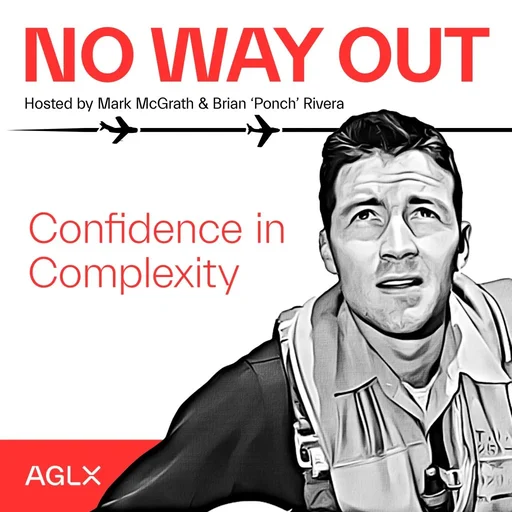 NO WAY OUT
Hosted by Mark McGrath & Brian ‘Ponch’ Rivera
Confidence in
Complexity
AGLX